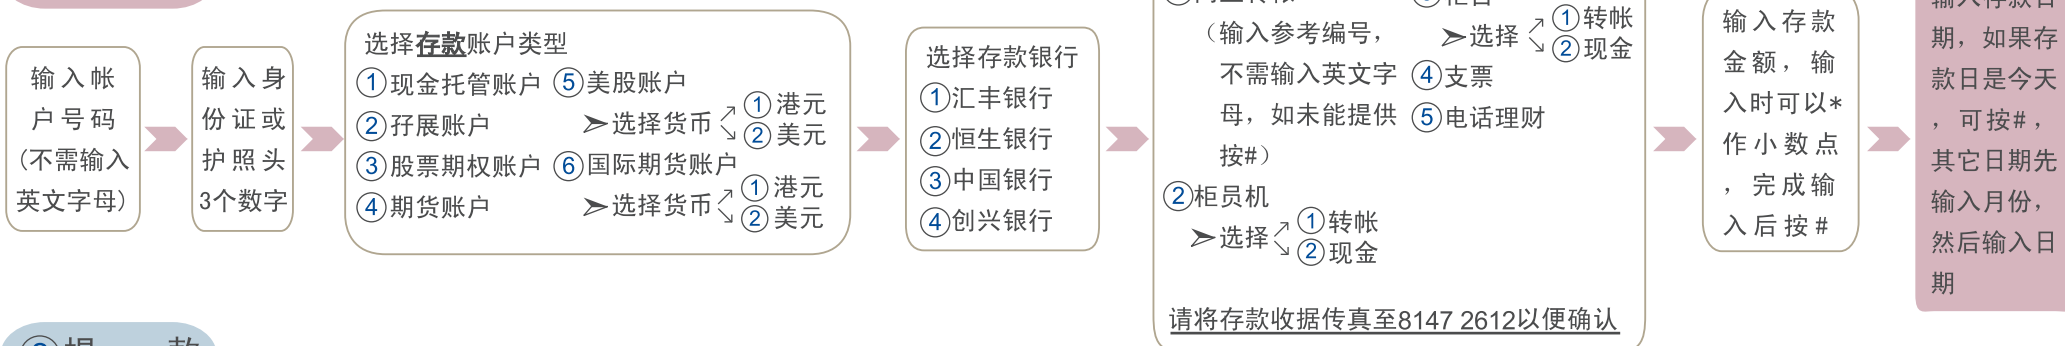 输入帐
户号码
(不需输入
英文字母)
输入身
份证或
护照头
3个数字
选择存款账户类型
①现金托管账户
②孖展账户
③股票期权账户
④期货账户
⑤美股账户
➢选择货币
①港元
②美元
⑥国际期货账户
➢选择货币
①港元
②美元
选择存款银行
①汇丰银行
②恒生银行
③中国银行
④创兴银行
（输入参考编号，
不需输入英文字
母，如未能提供
按#）
②柜员机
➢选择
①转帐
②现金
➢选择
①转帐
②现金
④支票
⑤电话理财
请将存款收据传真至8147 2612以便确认
输入存款
金额，输
入时可以*
作小数点
，完成输
入后按#
输入存款日
期，如果存
款日是今天
，可按#，
其它日期先
输入月份，
然后输入日
期